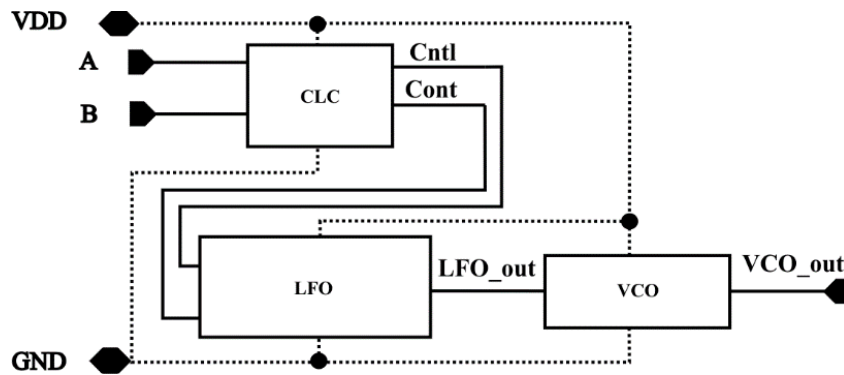 VDD
A
B
CLC
Cntl
Cont
LFO
LFO_out
VCO
VCO_out
GND